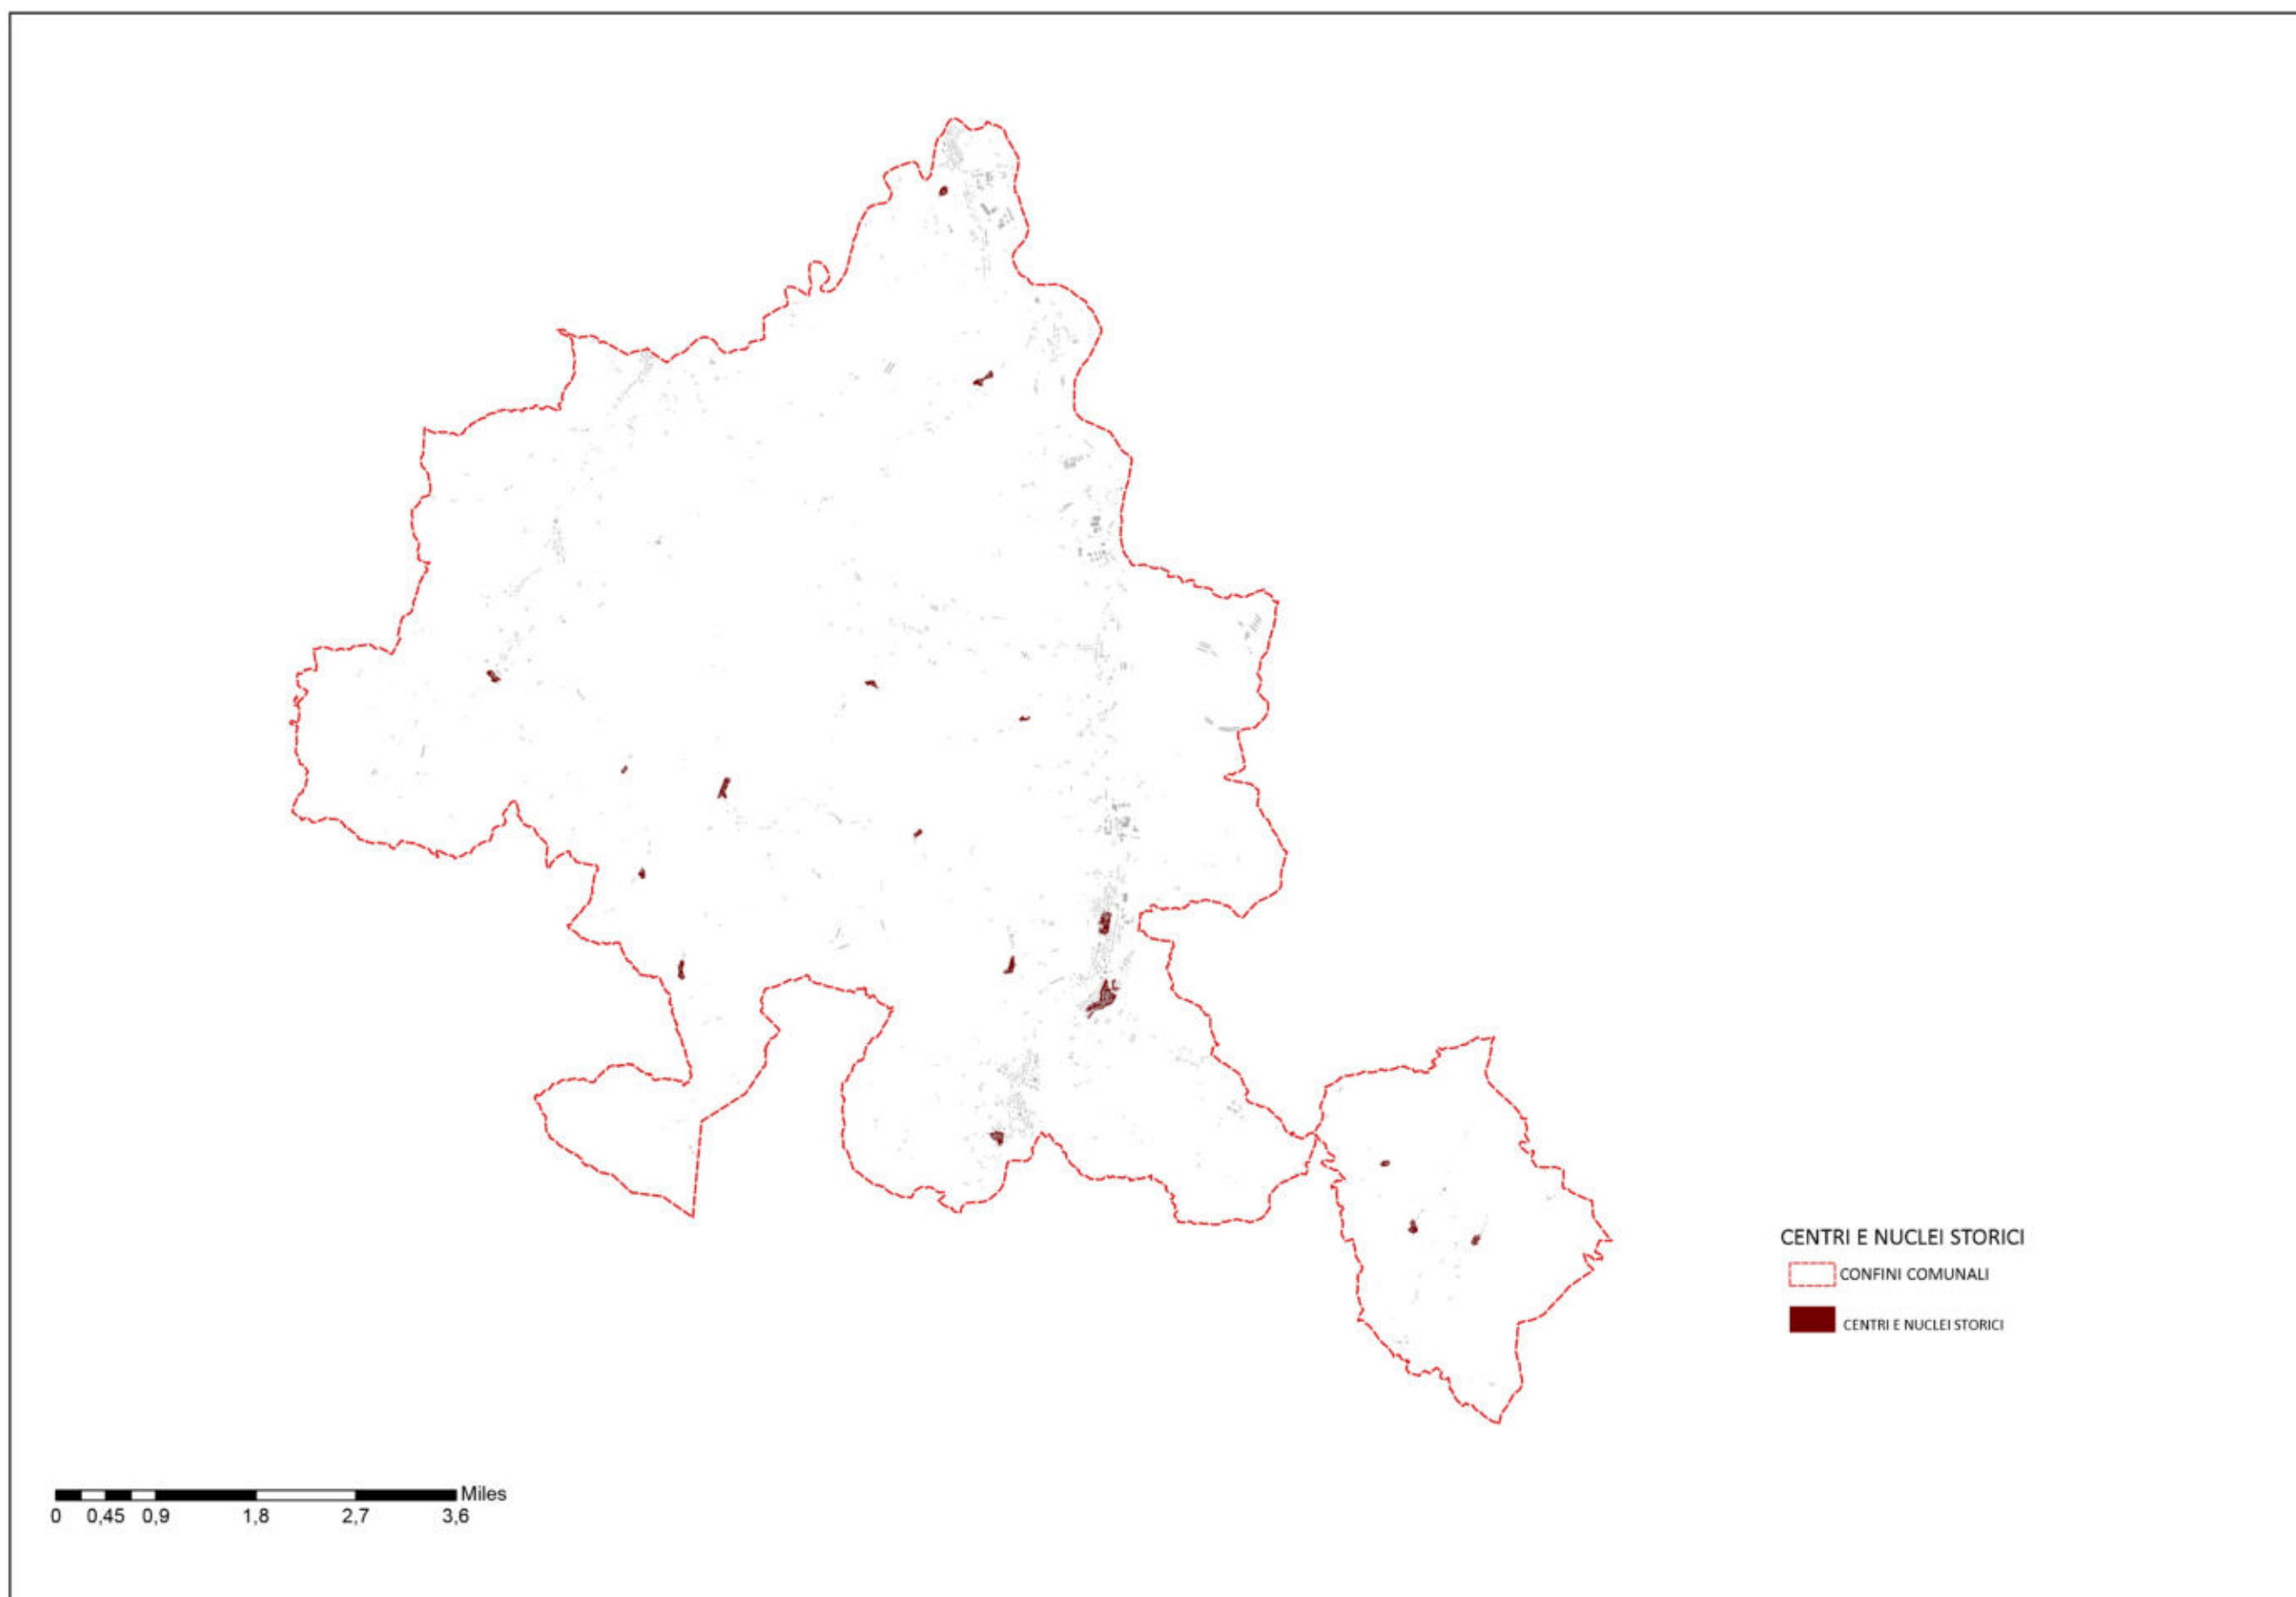 CENTRI E NUCLEI STORICI
CONFINI COMUNALI
CENTRI E NUCLEI STORICI
Miles
0 0,45 0,9 1,8 2,7 3,6